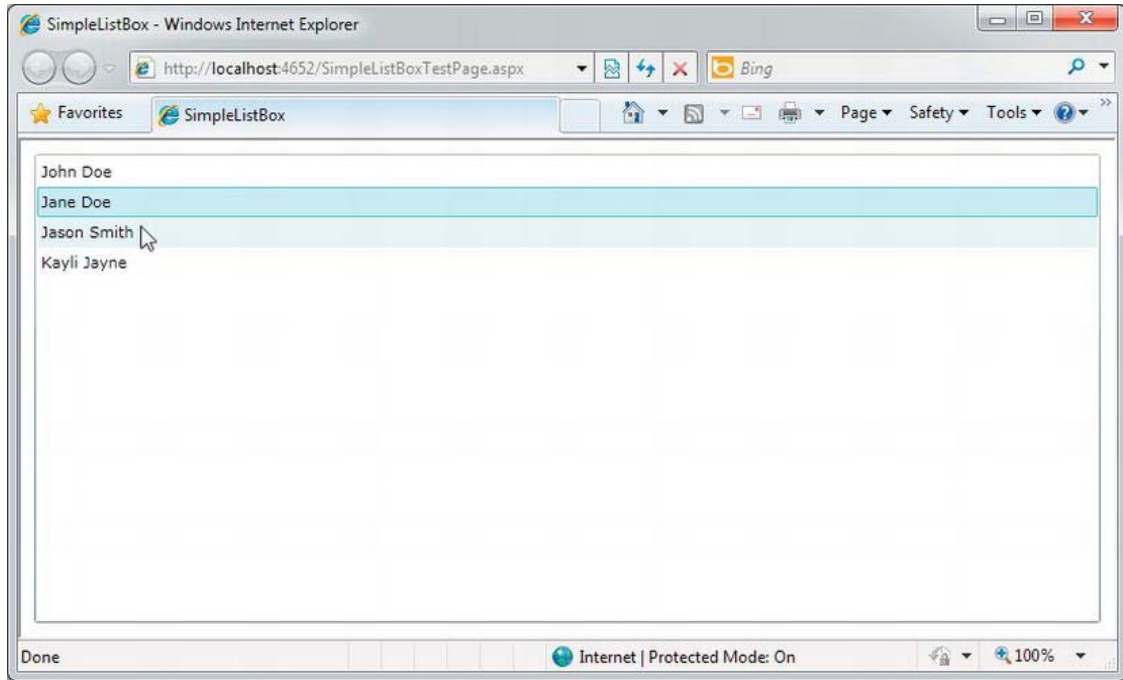 SimpleListBox - Windows Internet Explorer
http://localhost:4652/SimpleListBoxTestPage.aspx
Bing
Favorites
SimpleListBox
Page
Safety
Tools
John Doe
Jane Doe
Jason Smith
Kayli Jayne
Done
Internet | Protected Mode: On
100%